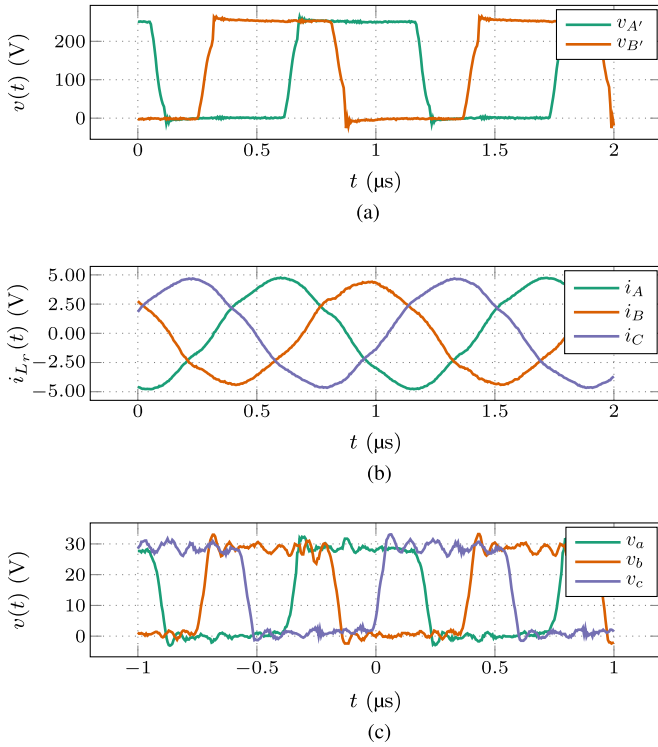 v(t) (V)
200
100
0
v_{A'}
v_{B'}
0
0.5
1
1.5
2
t (μs)
(a)
i_{L_r}(t) (V)
5.00
2.50
0.00
−2.50
−5.00
i_A
i_B
i_C
0
0.5
1
1.5
2
t (μs)
(b)
v(t) (V)
30
20
10
0
v_a
v_b
v_c
−1
−0.5
0
0.5
1
t (μs)
(c)